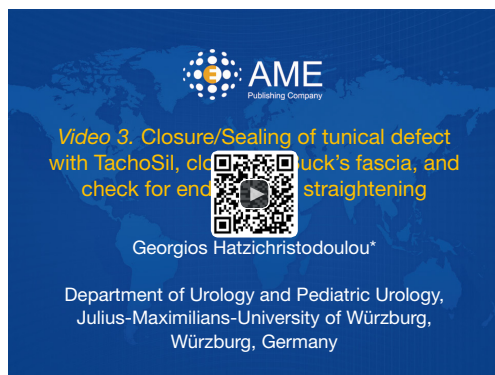 E AME
Publishing Company
Video 3. Closure/Sealing of tunical defect
with TachoSil, clo uck's fascia, and
check for end straightening
Georgios Hatzichristodoulou*
Department of Urology and Pediatric Urology,
Julius-Maximilians-University of Würzburg,
Würzburg, Germany